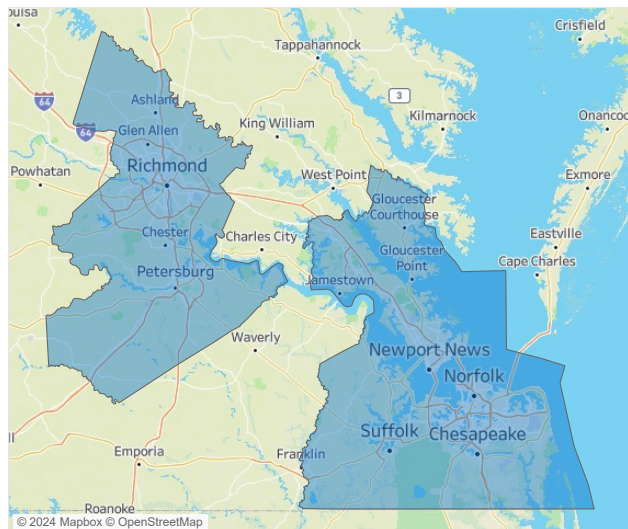 ouisa
Crisfield
Tappahannock
3
64
Ashland
Onancock
64
Glen Allen
King William
Kilmarnock
Richmond
Powhatan
West Point
Exmore
Gloucester
Courthouse
Chester
Charles City
Eastville
Gloucester
Point
Cape Charles
Petersburg
Jamestown
Waverly
Newport News
Norfolk
Suffolk
Chesapeake
Emporia
Franklin
Roanoke
© 2024 Mapbox © OpenStreetMap